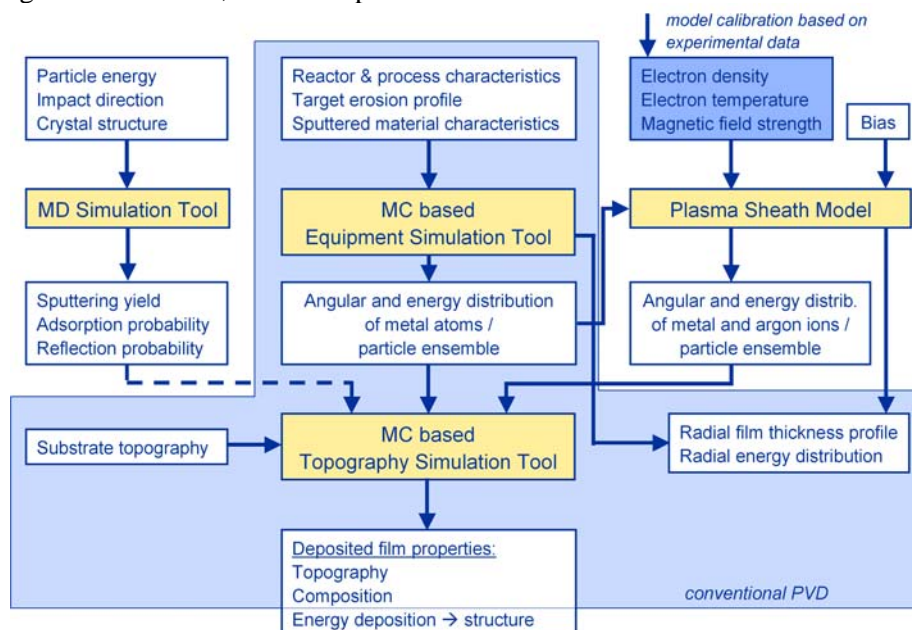 model calibration based on
experimental data
Particle energy
Impact direction
Crystal structure
Reactor & process characteristics
Target erosion profile
Sputtered material characteristics
Electron density
Electron temperature
Magnetic field strength
Bias
MD Simulation Tool
MC based
Equipment Simulation Tool
Plasma Sheath Model
Sputtering yield
Adsorption probability
Reflection probability
Angular and energy distribution
of metal atoms /
particle ensemble
Angular and energy distrib.
of metal and argon ions /
particle ensemble
Substrate topography
MC based
Topography Simulation Tool
Radial film thickness profile
Radial energy distribution
Deposited film properties:
Topography
Composition
Energy deposition → structure
conventional PVD